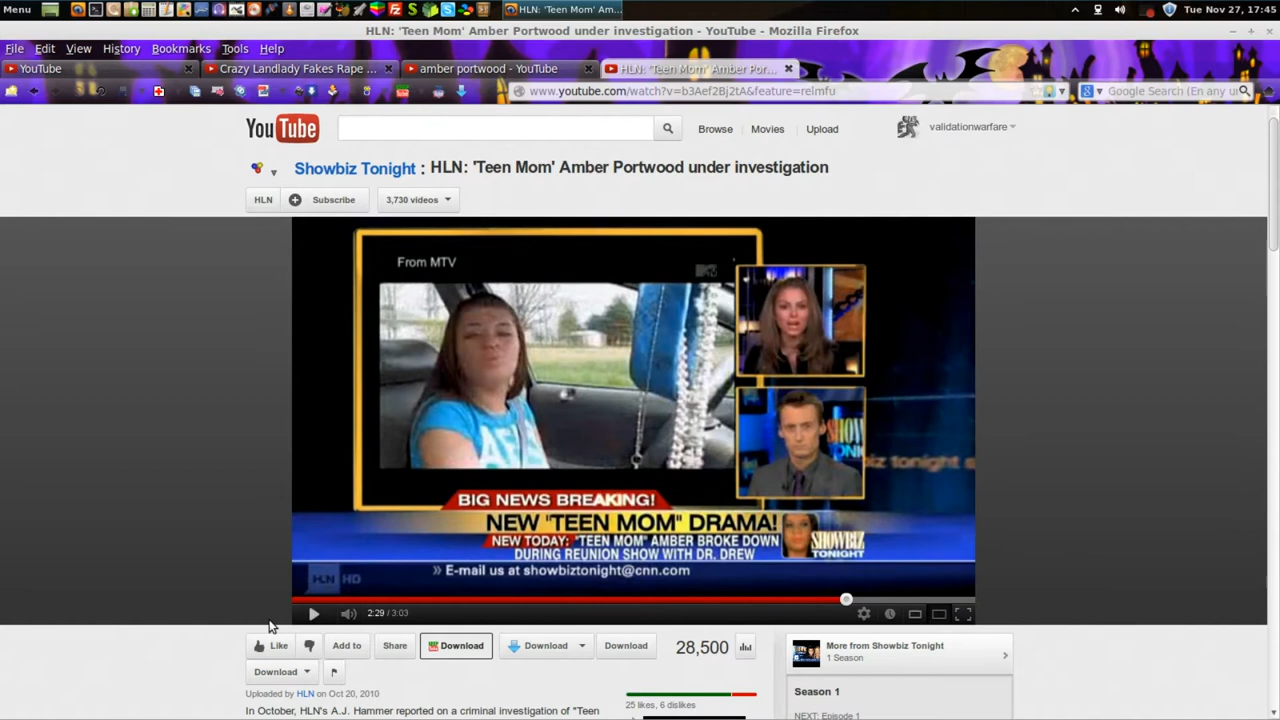 Menu
HLN: 'Teen Mom' Am...
Tue Nov 27, 17:45
HLN: 'Teen Mom' Amber Portwood under investigation - YouTube - Mozilla Firefox
File Edit View History Bookmarks Tools Help
YouTube
Crazy Landlady Fakes Rape ...
amber portwood - YouTube
HLN: 'Teen Mom' Amber Por...
www.youtube.com/watch?v=b3Aef2Bj2tA&feature=relmfu
Google Search (En any ur
YouTube
Browse Movies Upload
validationwarfare
Showbiz Tonight : HLN: 'Teen Mom' Amber Portwood under investigation
HLN Subscribe 3,730 videos
From MTV
BIG NEWS BREAKING!
NEW "TEEN MOM" DRAMA!
NEW TODAY: "TEEN MOM" AMBER BROKE DOWN
DURING REUNION SHOW WITH DR. DREW
SHOWBIZ
TONIGHT
» E-mail us at showbiztonight@cnn.com
HLN HD
2:29 / 3:03
Like Add to Share Download Download Download 28,500
Download
Uploaded by HLN on Oct 20, 2010
25 likes, 6 dislikes
In October, HLN's A.J. Hammer reported on a criminal investigation of "Teen
More from Showbiz Tonight
1 Season
Season 1
NEXT: Episode 1